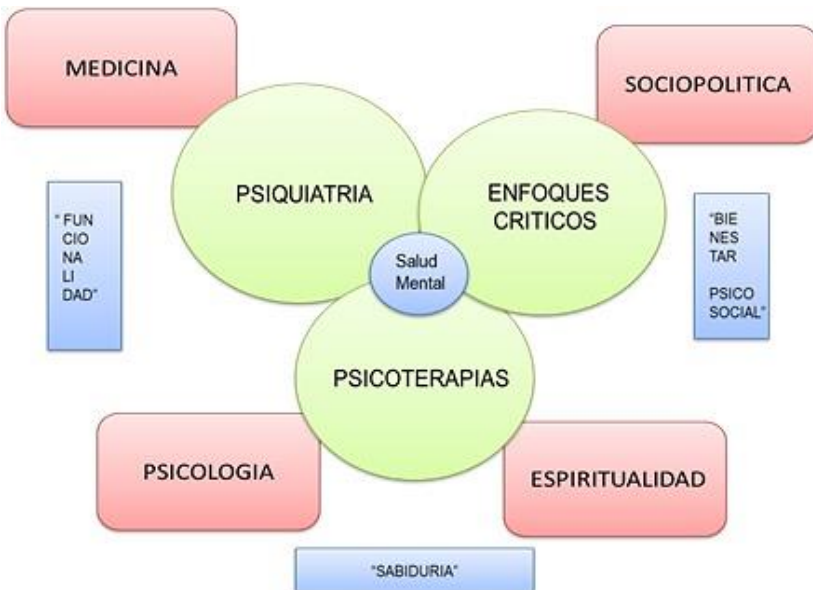 MEDICINA
SOCIOPOLITICA
PSIQUIATRIA
ENFOQUES
CRITICOS
" FUN
CIO
NA
LI
DAD"
"BIE
NES
TAR
PSICO
SOCIAL"
Salud
Mental
PSICOTERAPIAS
PSICOLOGIA
ESPIRITUALIDAD
"SABIDURIA"